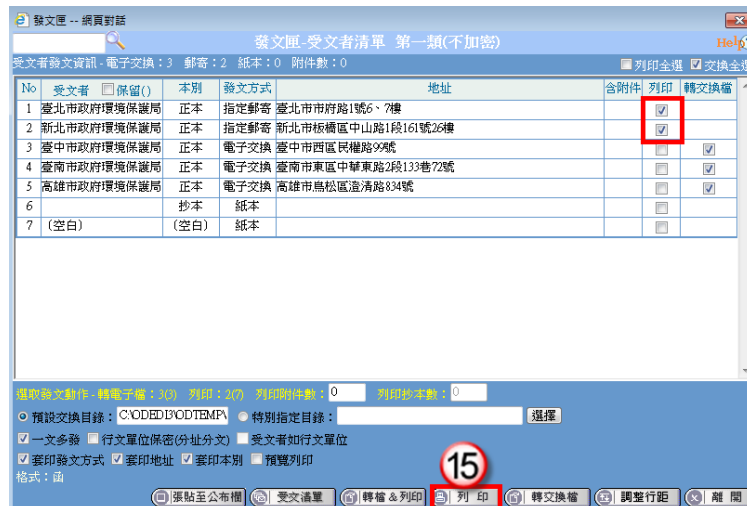 發文匣 -- 網頁對話
發文匣-受文者清單 第一類(不加密) Help
受文者發文資訊 - 電子交換：3 郵寄：2 紙本：0 附件數：0 列印全選 交換全選
No 受文者 保留() 本別 發文方式 地址 含附件 列印 轉交換檔
1 臺北市政府環境保護局 正本 指定郵寄 臺北市市府路1號6、7樓
2 新北市政府環境保護局 正本 指定郵寄 新北市板橋區中山路1段161號26樓
3 臺中市政府環境保護局 正本 電子交換 臺中市西區民權路99號
4 臺南市政府環境保護局 正本 電子交換 臺南市東區中華東路2段133巷72號
5 高雄市政府環境保護局 正本 電子交換 高雄市鳥松區澄清路834號
6 抄本 紙本
7 (空白) (空白) 紙本
選取發文動作 - 轉電子檔：3(3) 列印：2(7) 列印附件數：0 列印抄本數：0
預設交換目錄：C:\ODEDI3\ODTEMP\ 特別指定目錄： 選擇
一文多發 行文單位保密(分址分文) 受文者如行文單位
套印發文方式 套印地址 套印本別 預覽列印
格式：函
15
張貼至公布欄 受文清單 轉檔&列印 列 印 轉交換檔 調整行距 離 開